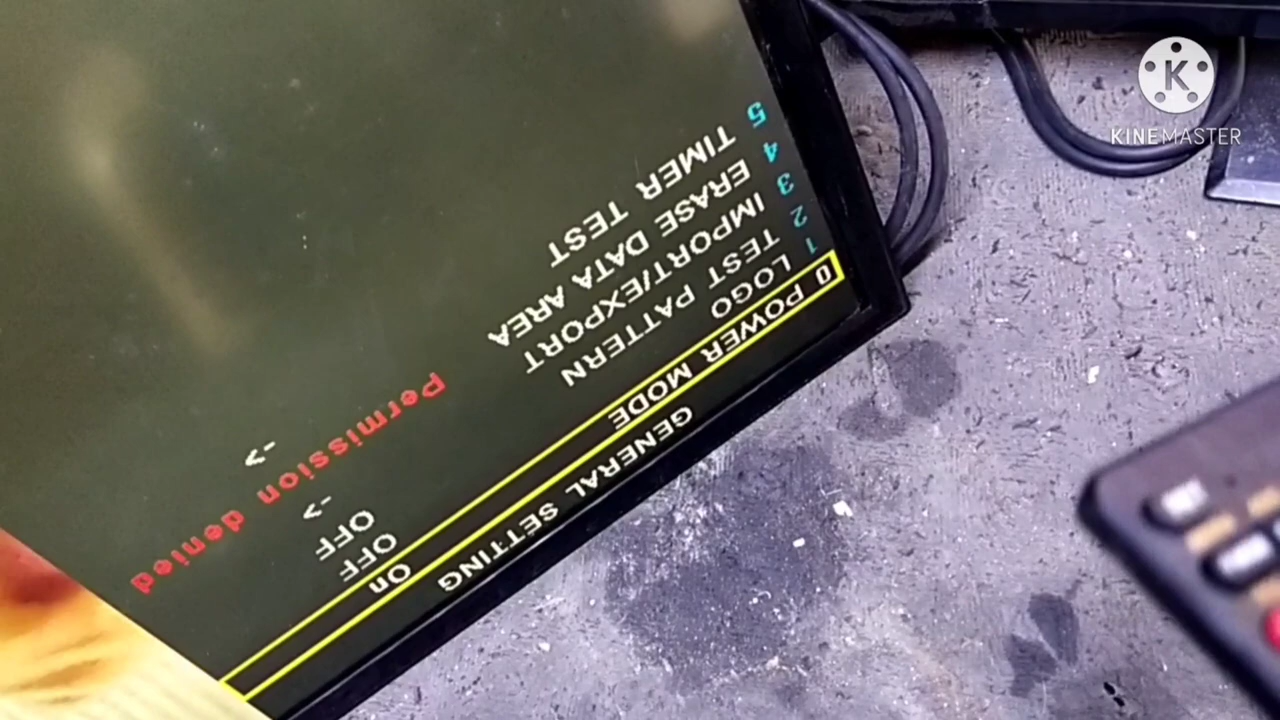 GENERAL SETTING
0 POWER MODE On
1 LOGO OFF
2 TEST PATTERN OFF
3 IMPORT/EXPORT ->
4 ERASE DATA AREA Permission denied
5 TIMER TEST ->
K
KINEMASTER